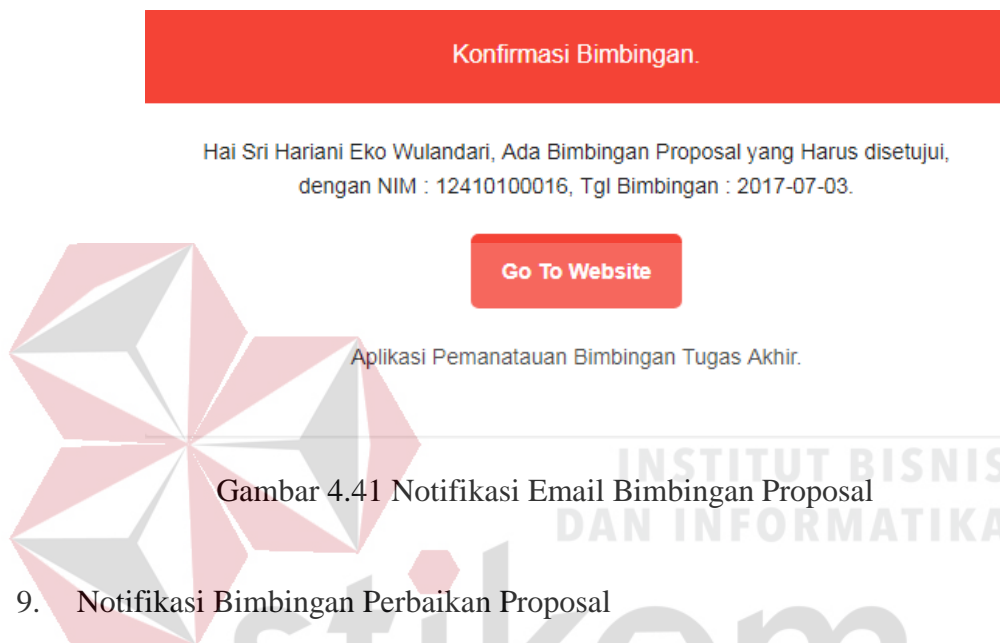 Konfirmasi Bimbingan.
Hai Sri Hariani Eko Wulandari, Ada Bimbingan Proposal yang Harus disetujui,
dengan NIM : 12410100016, Tgl Bimbingan : 2017-07-03.
Go To Website
Aplikasi Pemanatauan Bimbingan Tugas Akhir.
INSTITUT BISNIS
Gambar 4.41 Notifikasi Email Bimbingan Proposal
DAN INFORMATIKA
9. Notifikasi Bimbingan Perbaikan Proposal
stikom